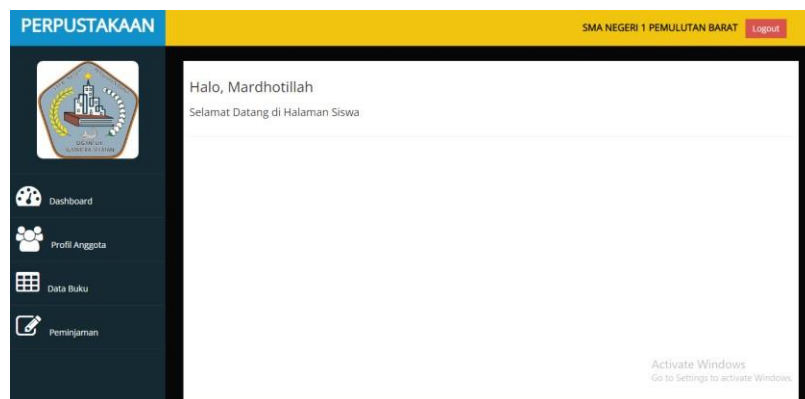 PERPUSTAKAAN
SMA NEGERI 1 PEMULUTAN BARAT
Logout
Halo, Mardhotillah
Selamat Datang di Halaman Siswa
Dashboard
Profil Anggota
Data Buku
Peminjaman
Activate Windows
Go to Settings to activate Windows.